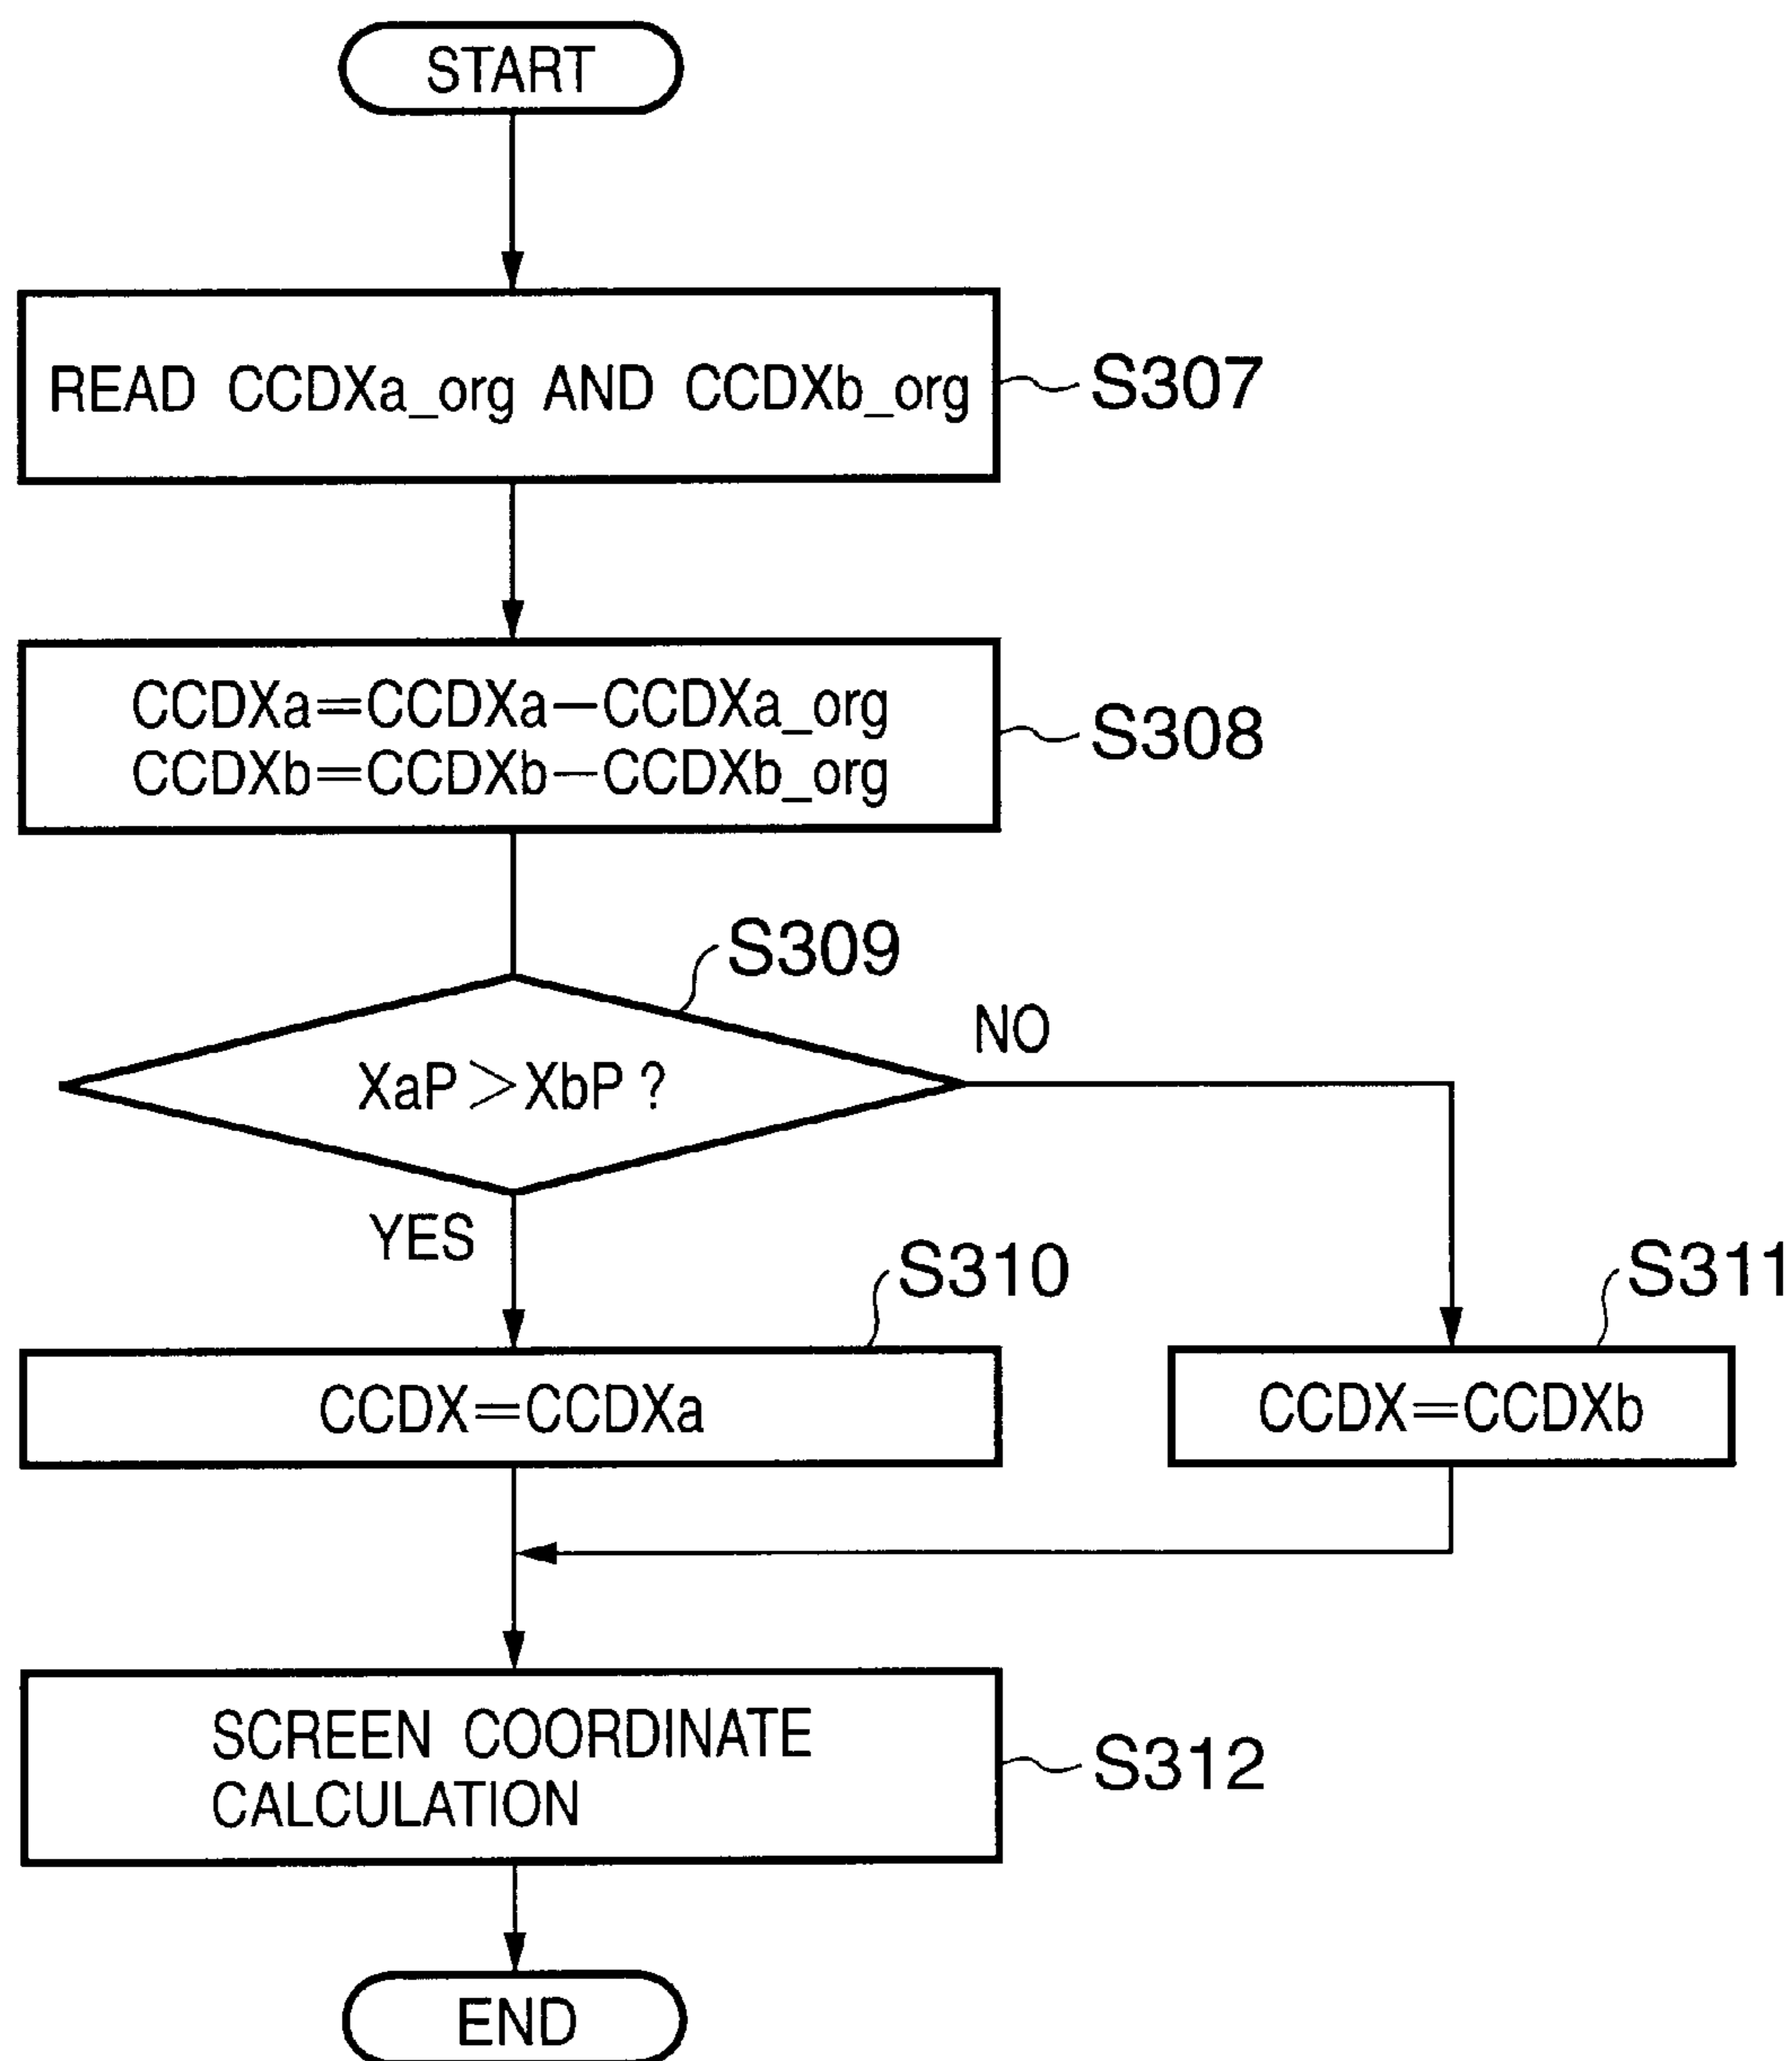 START
READ CCDXa_org AND CCDXb_org
S307
CCDXa=CCDXa−CCDXa_org
CCDXb=CCDXb−CCDXb_org
S308
S309
XaP>XbP?
NO
YES
S310
S311
CCDX=CCDXa
CCDX=CCDXb
SCREEN COORDINATE
CALCULATION
S312
END